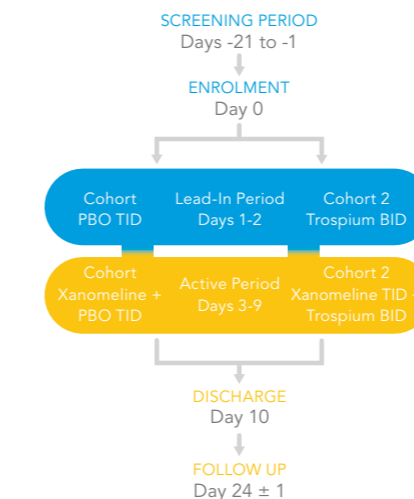 SCREENING PERIOD
Days -21 to -1
ENROLMENT
Day 0
Cohort
PBO TID
Lead-In Period
Days 1-2
Cohort 2
Trospium BID
Cohort
Xanomeline +
PBO TID
Active Period
Days 3-9
Cohort 2
Xanomeline TID +
Trospium BID
DISCHARGE
Day 10
FOLLOW UP
Day 24 ± 1